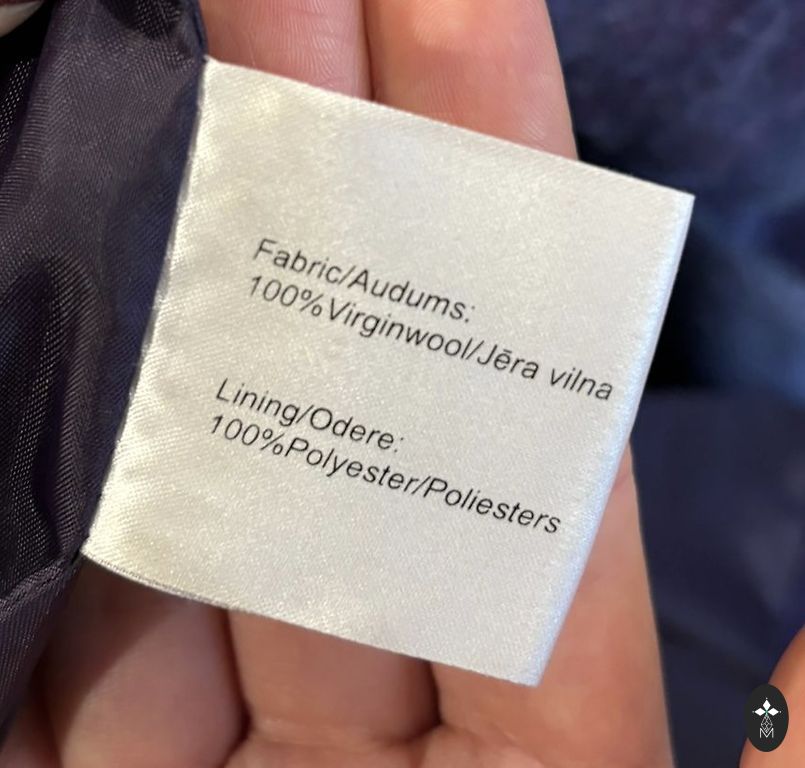 Fabric/Audums:
100%Virginwool/Jēra vilna
Lining/Odere:
100%Polyester/Poliesters
M